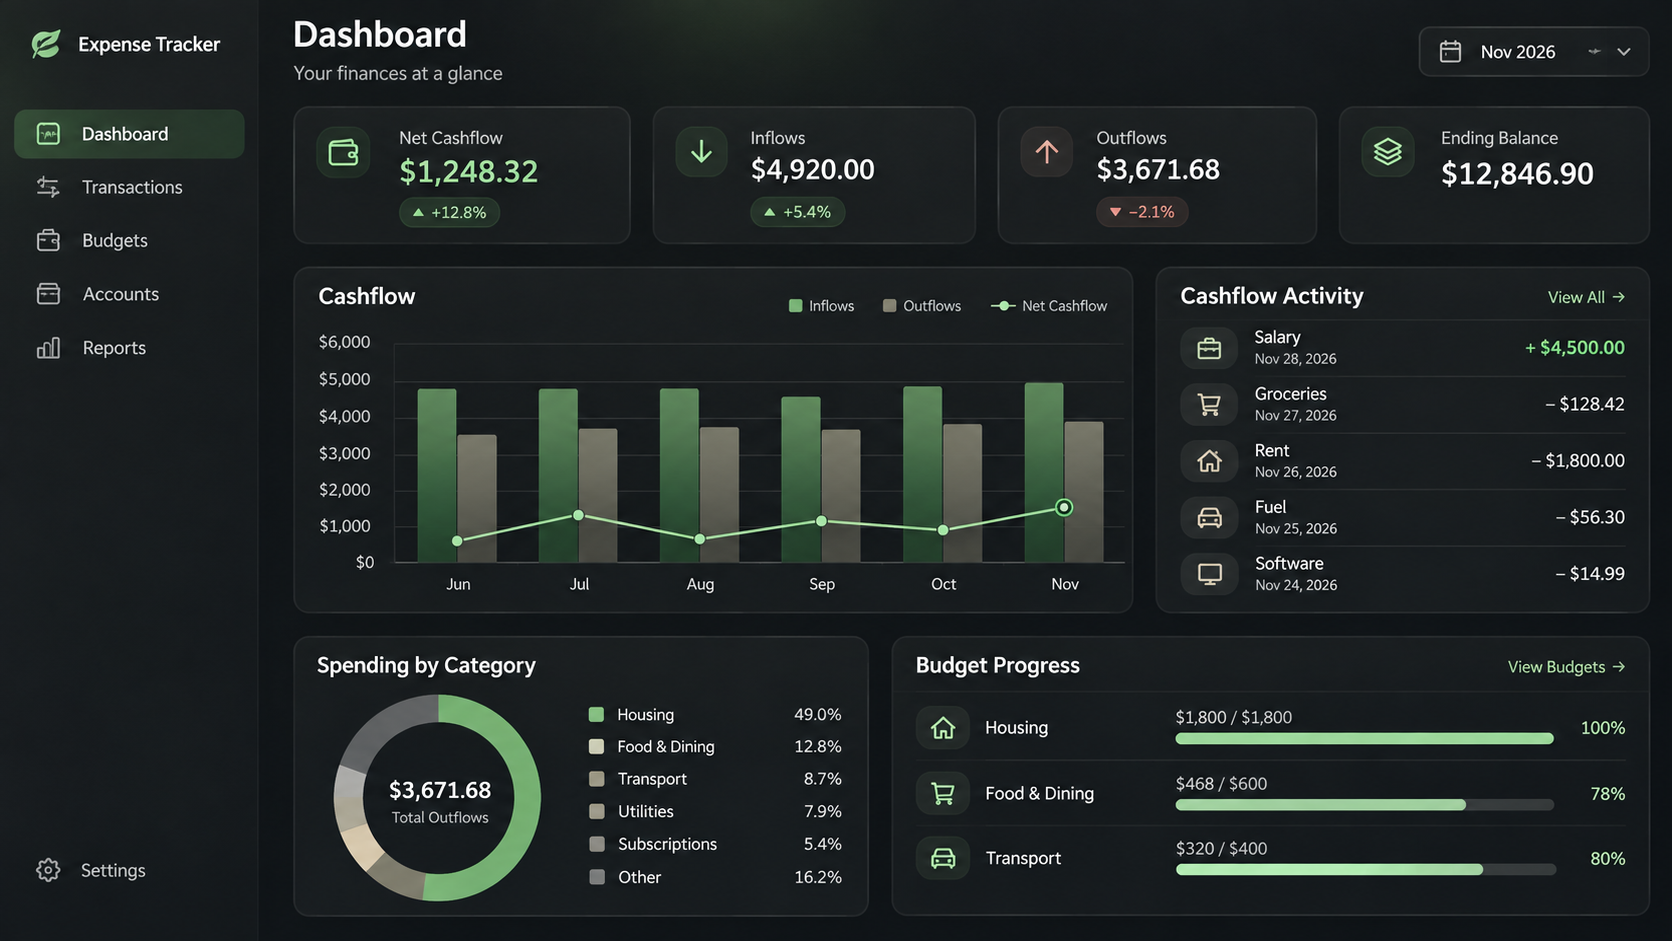 Expense Tracker
Dashboard
Transactions
Budgets
Accounts
Reports
Settings
Dashboard
Your finances at a glance
Nov 2026
Net Cashflow
$1,248.32
+12.8%
Inflows
$4,920.00
+5.4%
Outflows
$3,671.68
−2.1%
Ending Balance
$12,846.90
Cashflow
Inflows
Outflows
Net Cashflow
$6,000
$5,000
$4,000
$3,000
$2,000
$1,000
$0
Jun Jul Aug Sep Oct Nov
Cashflow Activity
View All →
Salary
Nov 28, 2026
+ $4,500.00
Groceries
Nov 27, 2026
− $128.42
Rent
Nov 26, 2026
− $1,800.00
Fuel
Nov 25, 2026
− $56.30
Software
Nov 24, 2026
− $14.99
Spending by Category
$3,671.68
Total Outflows
Housing 49.0%
Food & Dining 12.8%
Transport 8.7%
Utilities 7.9%
Subscriptions 5.4%
Other 16.2%
Budget Progress
View Budgets →
Housing
$1,800 / $1,800
100%
Food & Dining
$468 / $600
78%
Transport
$320 / $400
80%